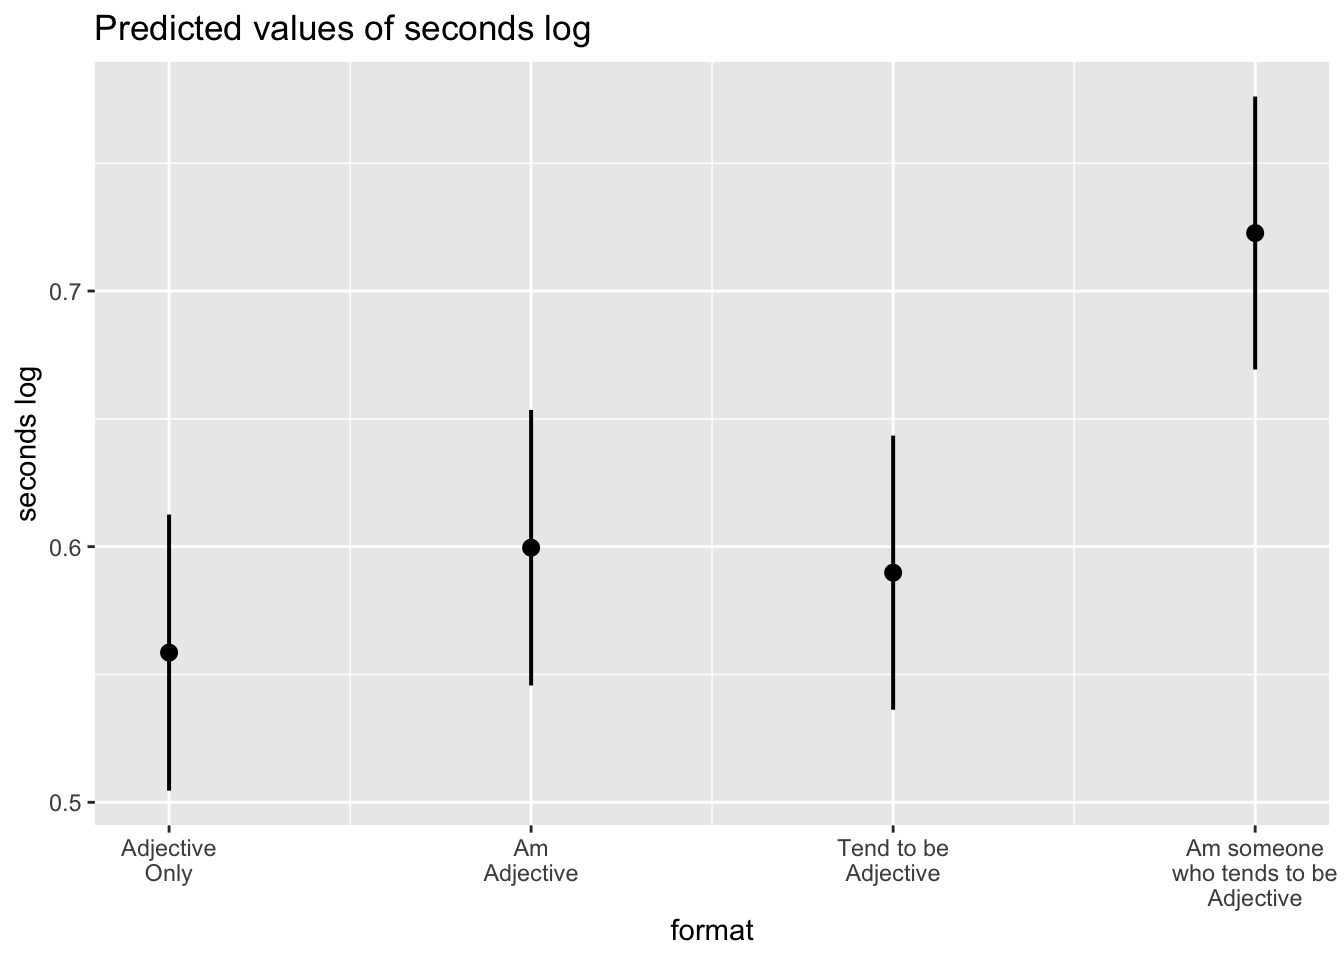 Predicted values of seconds log
seconds log
0.7
0.6
0.5
Adjective
Only
Am
Adjective
Tend to be
Adjective
Am someone
who tends to be
Adjective
format